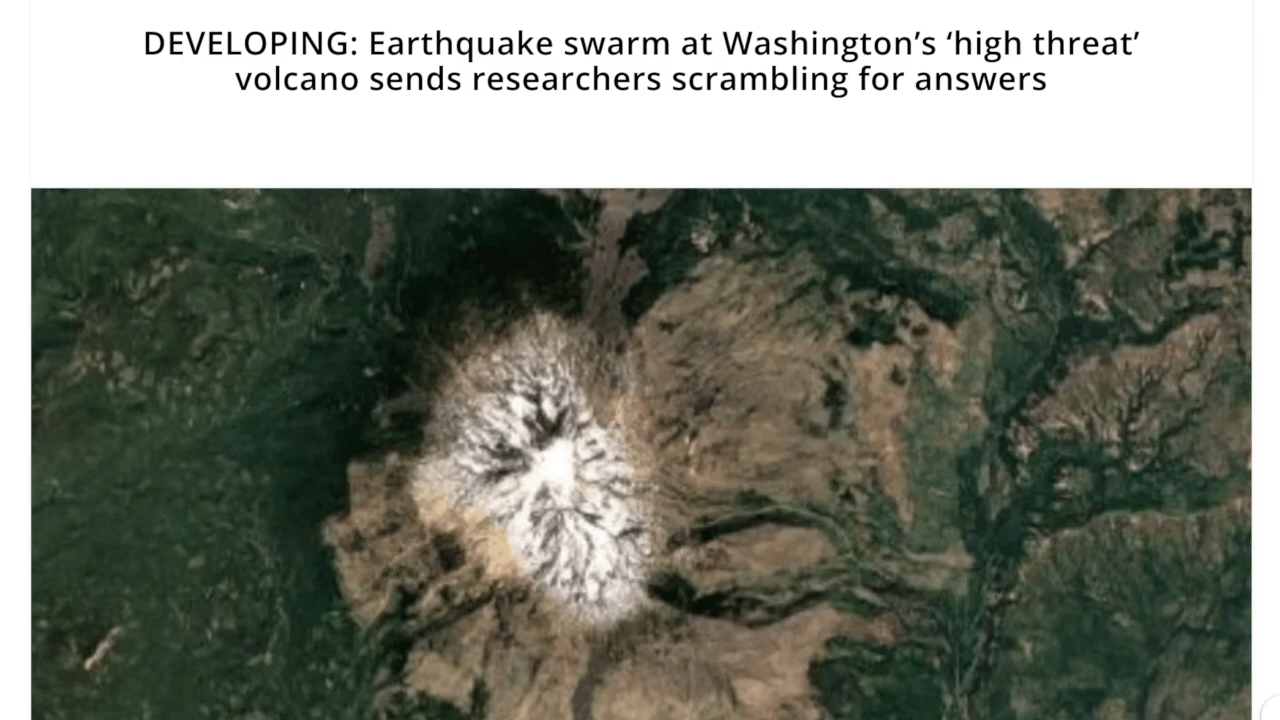 DEVELOPING: Earthquake swarm at Washington’s ‘high threat’
volcano sends researchers scrambling for answers